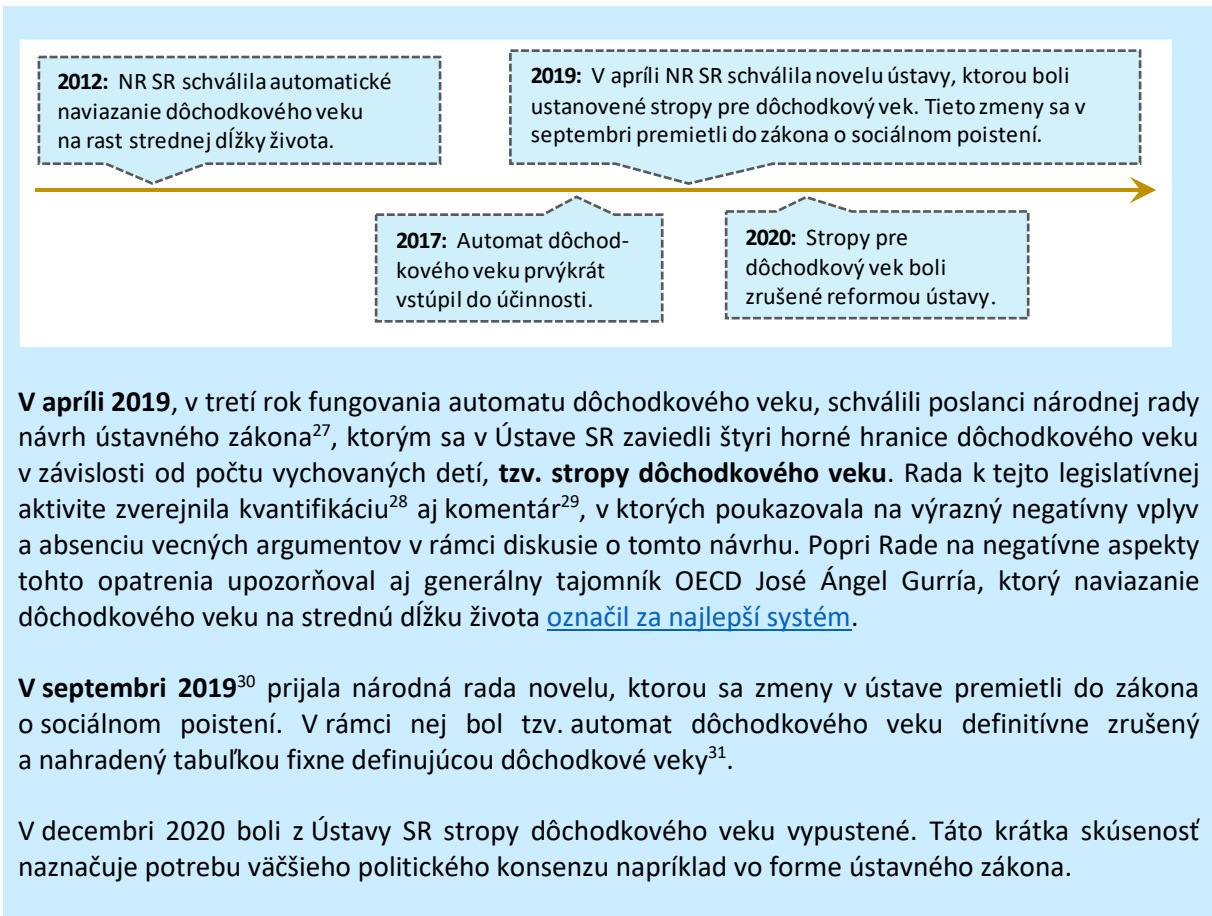 2012: NR SR schválila automatické
naviazanie dôchodkového veku
na rast strednej dĺžky života.
2019: V apríli NR SR schválila novelu ústavy, ktorou boli
ustanovené stropy pre dôchodkový vek. Tieto zmeny sa v
septembri premietli do zákona o sociálnom poistení.
2017: Automat dôchod-
kového veku prvýkrát
vstúpil do účinnosti.
2020: Stropy pre
dôchodkový vek boli
zrušené reformou ústavy.
V apríli 2019, v tretí rok fungovania automatu dôchodkového veku, schválili poslanci národnej rady
návrh ústavného zákona27, ktorým sa v Ústave SR zaviedli štyri horné hranice dôchodkového veku
v závislosti od počtu vychovaných detí, tzv. stropy dôchodkového veku. Rada k tejto legislatívnej
aktivite zverejnila kvantifikáciu28 aj komentár29, v ktorých poukazovala na výrazný negatívny vplyv
a absenciu vecných argumentov v rámci diskusie o tomto návrhu. Popri Rade na negatívne aspekty
tohto opatrenia upozorňoval aj generálny tajomník OECD José Ángel Gurría, ktorý naviazanie
dôchodkového veku na strednú dĺžku života označil za najlepší systém.
V septembri 201930 prijala národná rada novelu, ktorou sa zmeny v ústave premietli do zákona
o sociálnom poistení. V rámci nej bol tzv. automat dôchodkového veku definitívne zrušený
a nahradený tabuľkou fixne definujúcou dôchodkové veky31.
V decembri 2020 boli z Ústavy SR stropy dôchodkového veku vypustené. Táto krátka skúsenosť
naznačuje potrebu väčšieho politického konsenzu napríklad vo forme ústavného zákona.